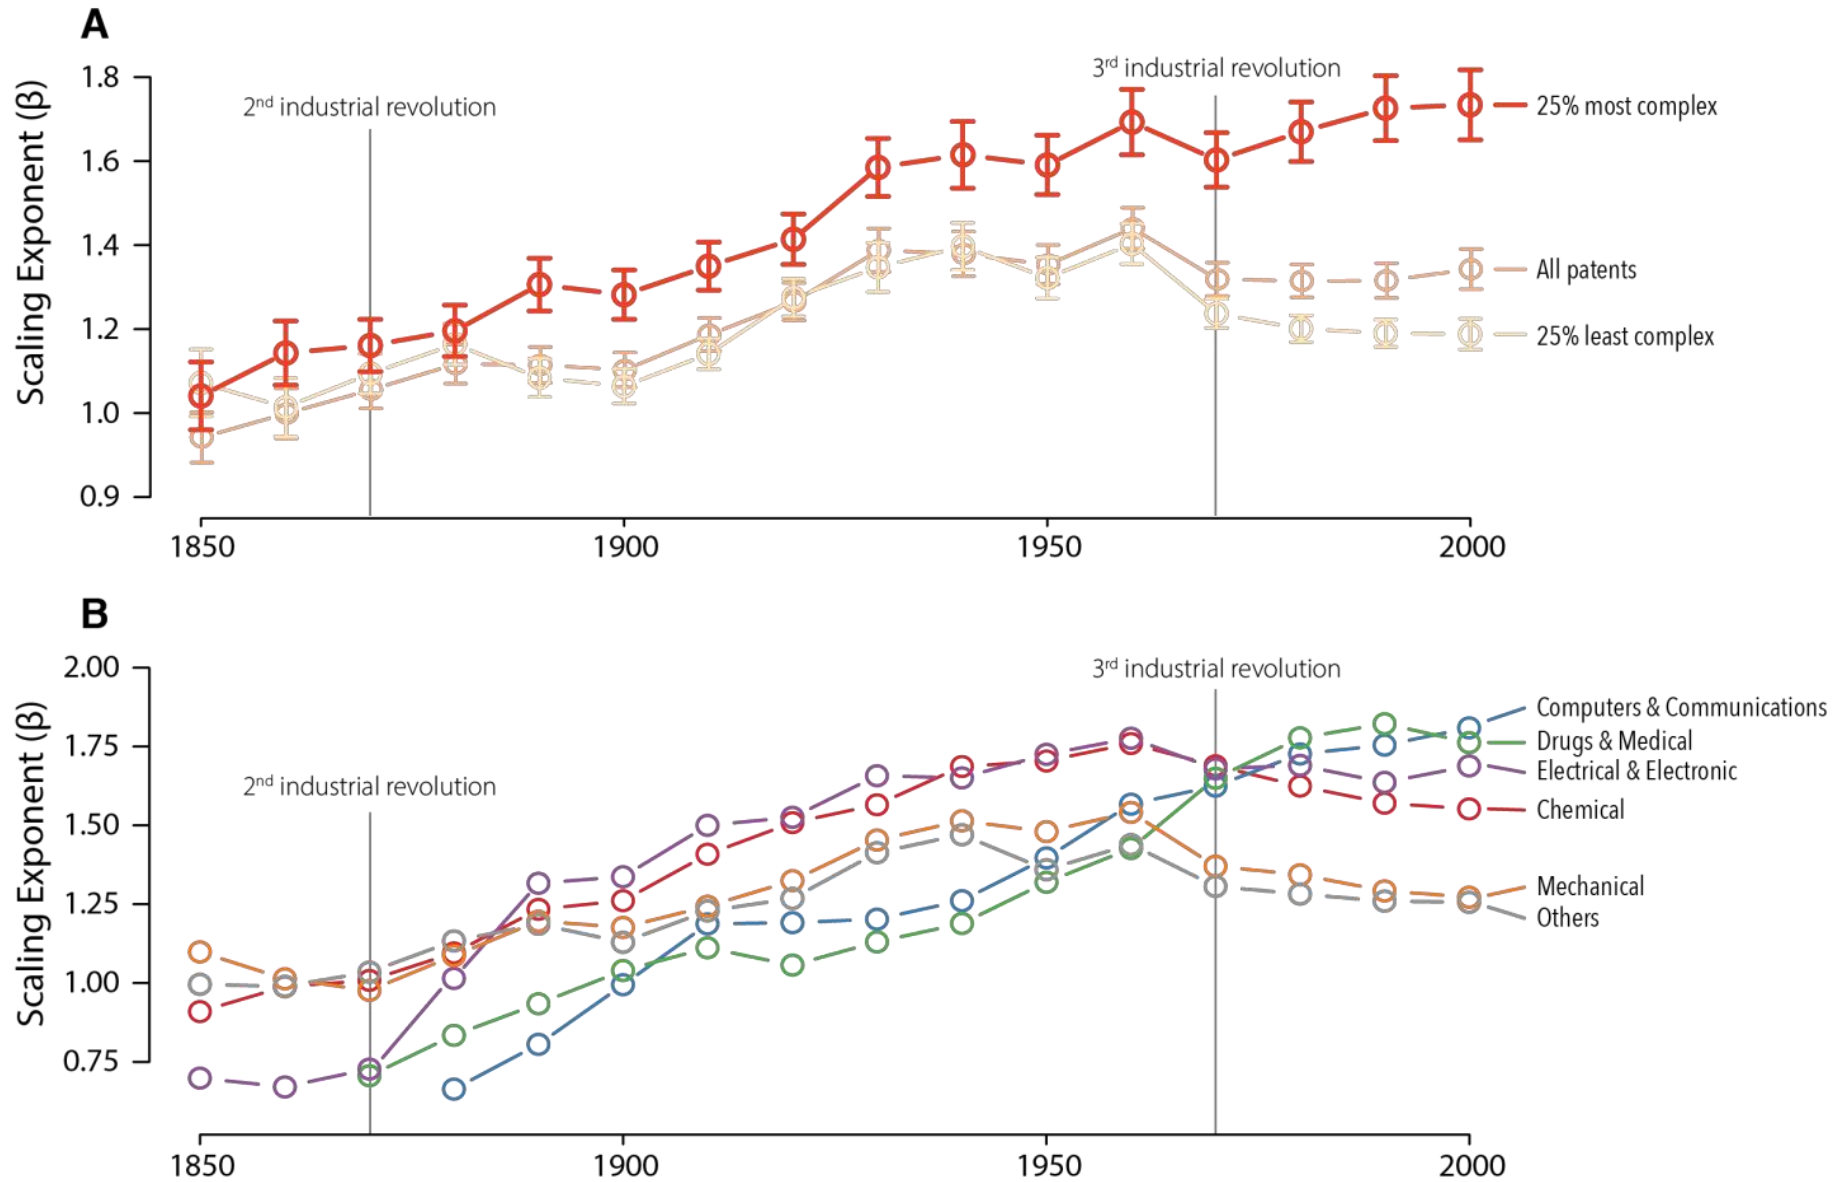 A
Scaling Exponent (β)
1.8
1.6
1.4
1.2
1.0
0.9
2nd industrial revolution
3rd industrial revolution
25% most complex
All patents
25% least complex
1850
1900
1950
2000
B
Scaling Exponent (β)
2.00
1.75
1.50
1.25
1.00
0.75
2nd industrial revolution
3rd industrial revolution
Computers & Communications
Drugs & Medical
Electrical & Electronic
Chemical
Mechanical
Others
1850
1900
1950
2000